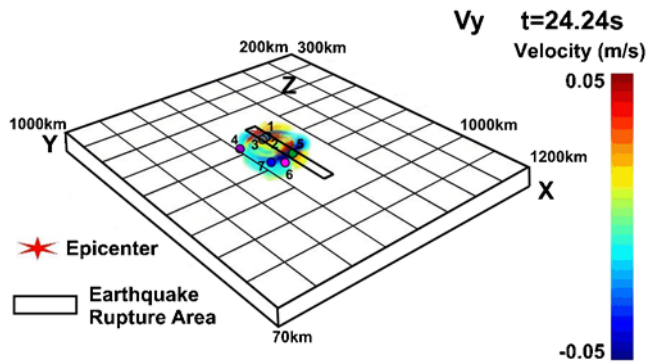 Vy t=24.24s
Velocity (m/s)
0.05
-0.05
200km 300km
Z
1000km
Y
1000km
1200km
X
70km
1
2
3
4
5
6
7
Epicenter
Earthquake
Rupture Area